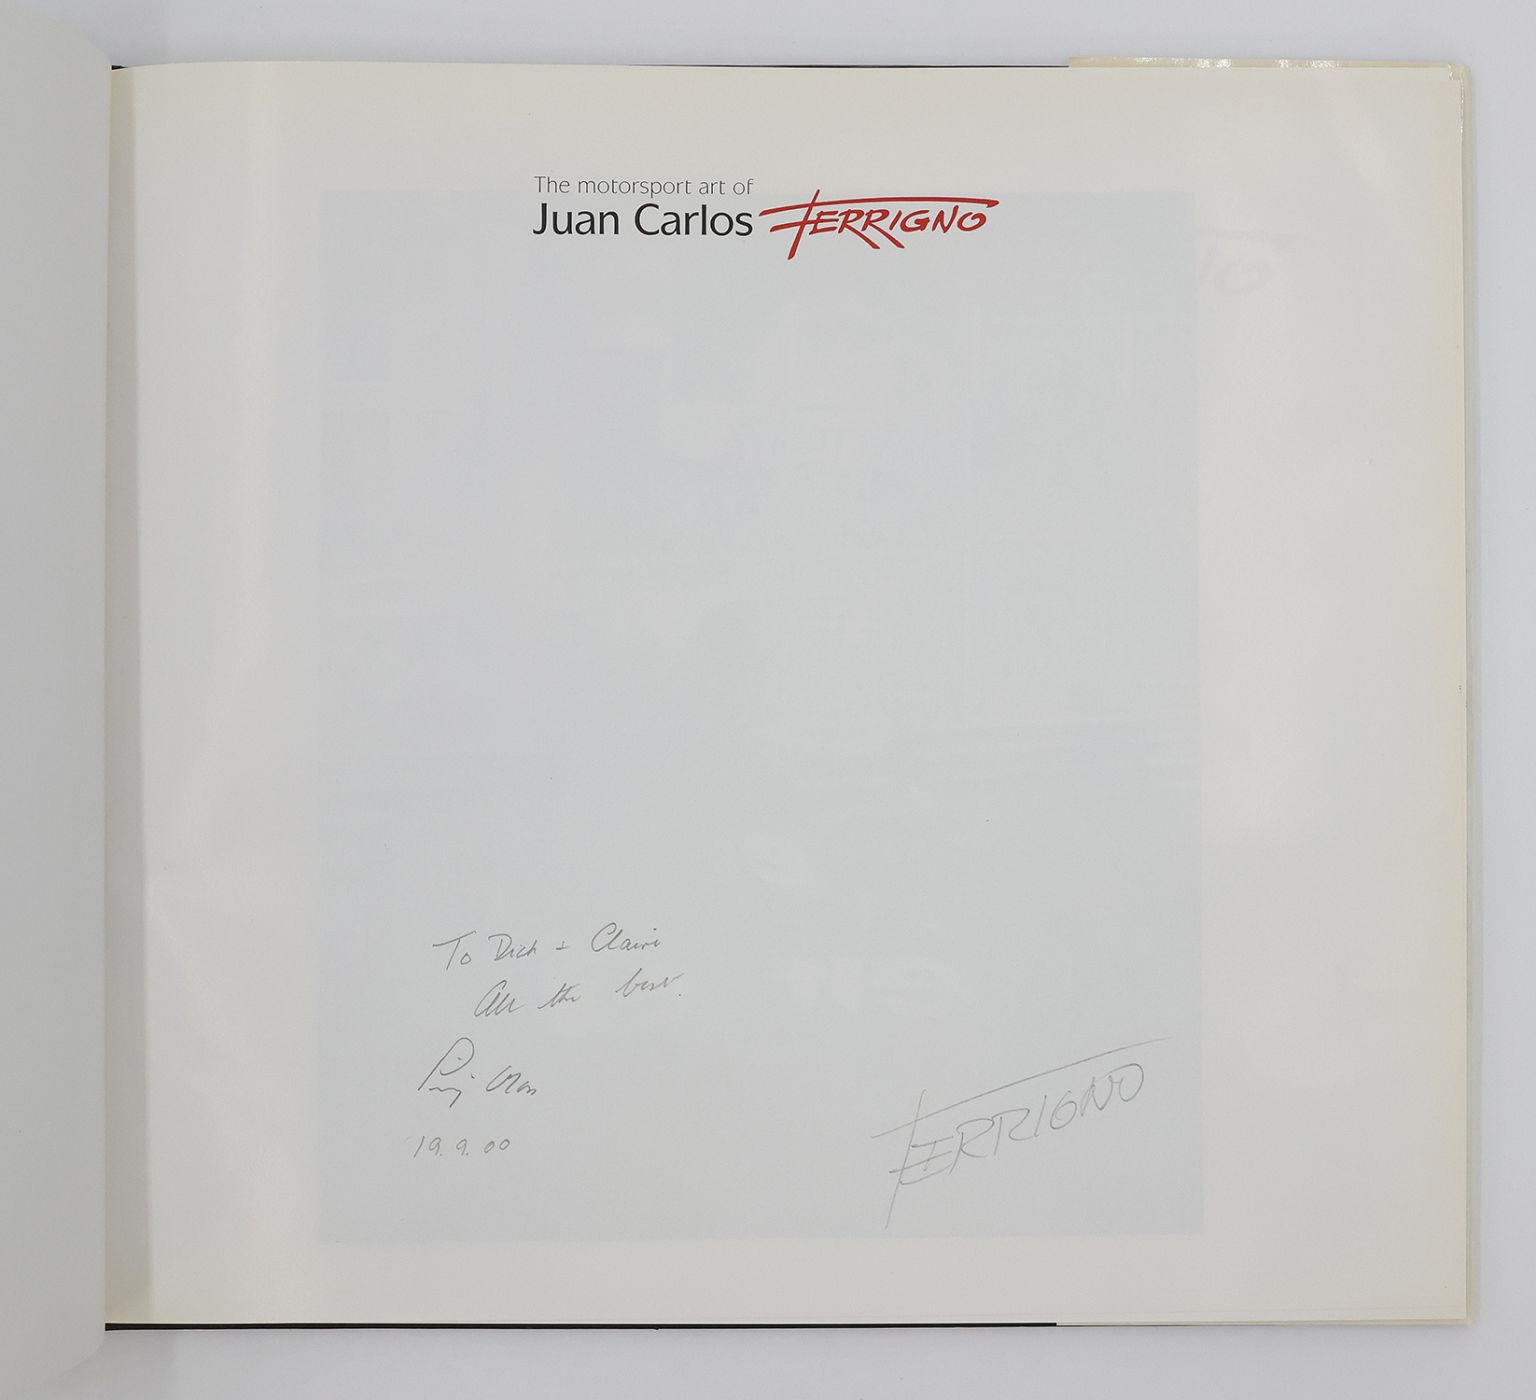 The motorsport art of
Juan Carlos FERRIGNO
To Dick + Claire
All the best.
19.9.00
FERRIGNO